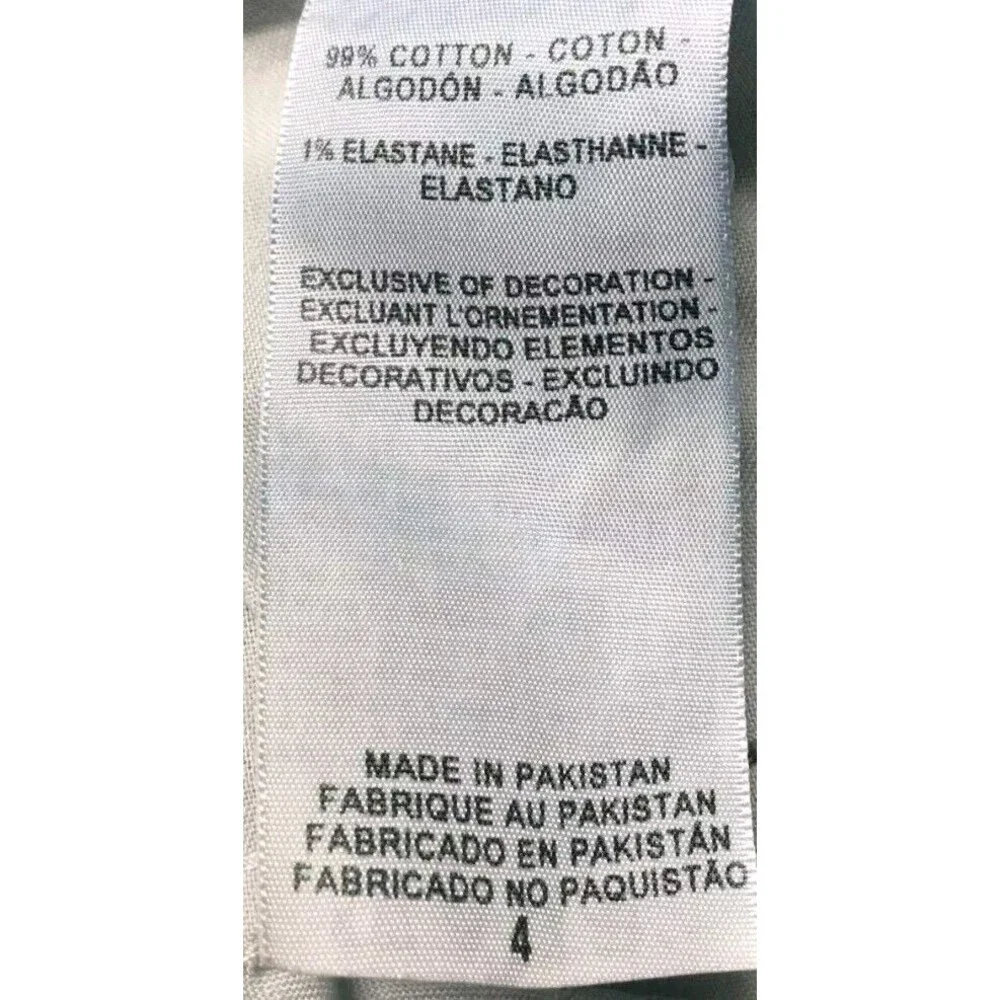 99% COTTON - COTON -
ALGODÓN - ALGODÃO
1% ELASTANE - ELASTHANNE -
ELASTANO
EXCLUSIVE OF DECORATION -
EXCLUANT L'ORNEMENTATION -
EXCLUYENDO ELEMENTOS
DECORATIVOS - EXCLUINDO
DECORACÃO
MADE IN PAKISTAN
FABRIQUE AU PAKISTAN
FABRICADO EN PAKISTÁN
FABRICADO NO PAQUISTÃO
4